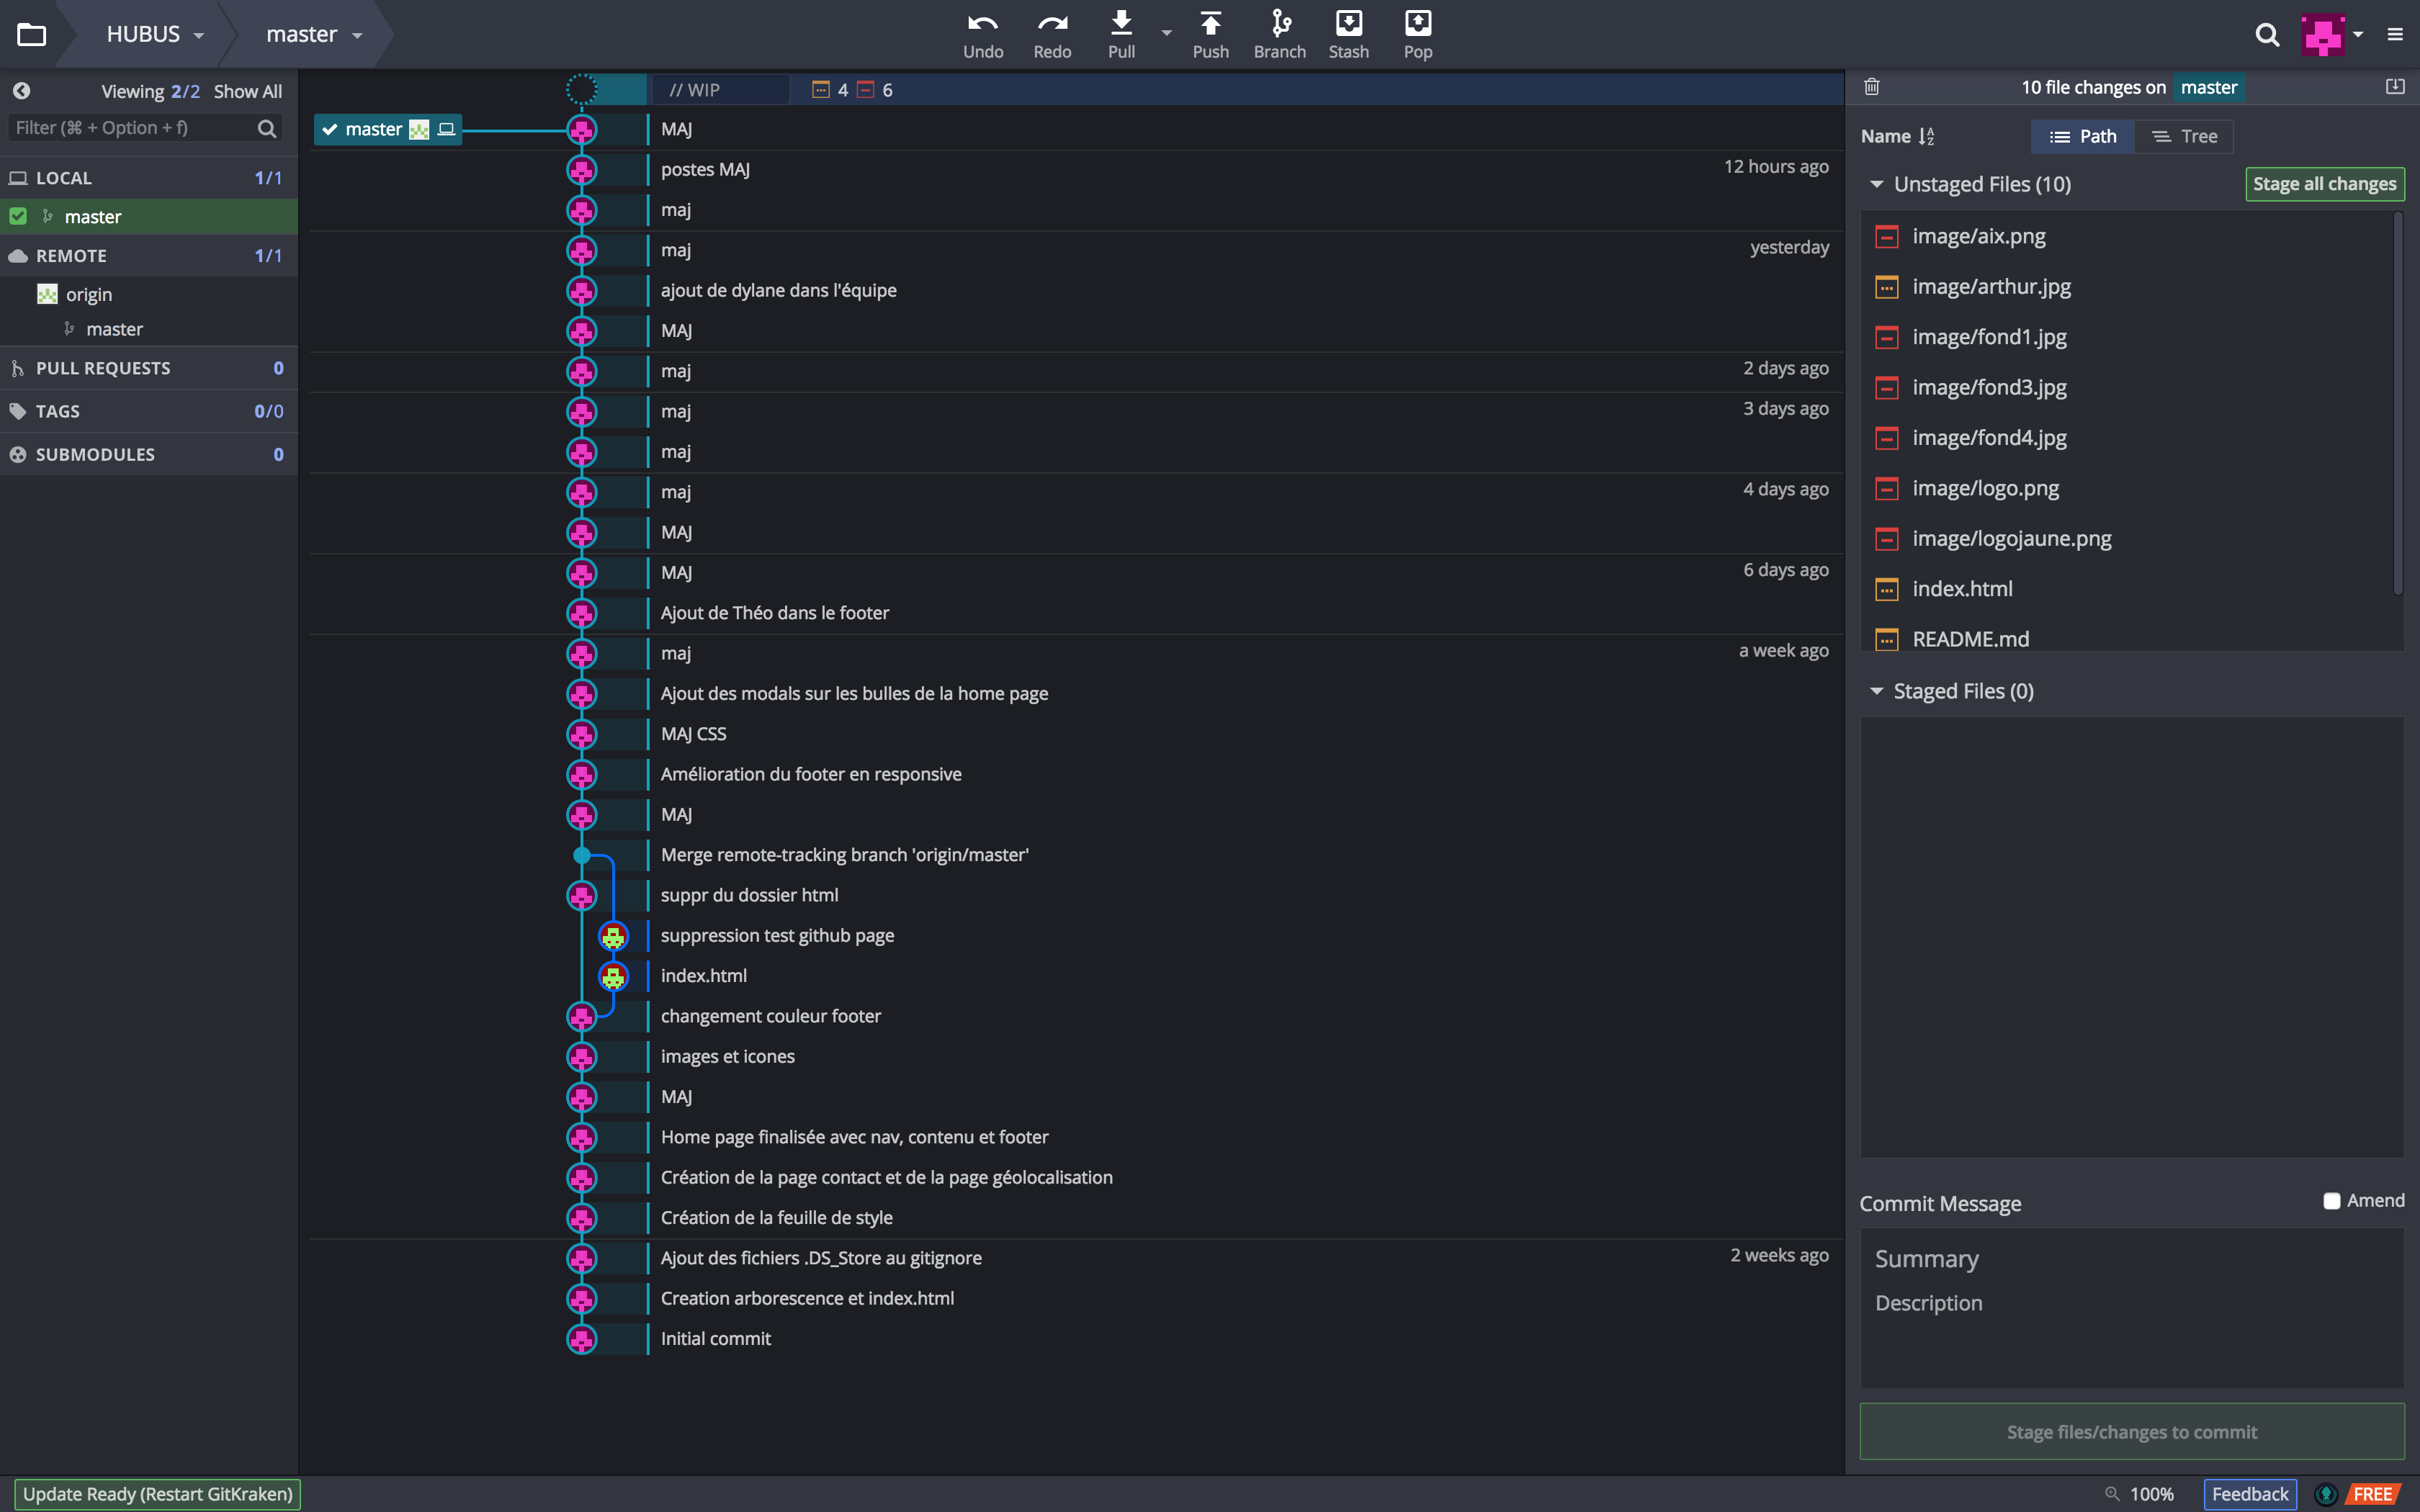 HUBUS
master
Undo
Redo
Pull
Push
Branch
Stash
Pop
Viewing 2/2 Show All
Filter (⌘ + Option + f)
LOCAL 1/1
master
REMOTE 1/1
origin
master
PULL REQUESTS 0
TAGS 0/0
SUBMODULES 0
// WIP 4 6
master MAJ
postes MAJ 12 hours ago
maj
maj yesterday
ajout de dylane dans l'équipe
MAJ
maj 2 days ago
maj 3 days ago
maj
maj 4 days ago
MAJ
MAJ 6 days ago
Ajout de Théo dans le footer
maj a week ago
Ajout des modals sur les bulles de la home page
MAJ CSS
Amélioration du footer en responsive
MAJ
Merge remote-tracking branch 'origin/master'
suppr du dossier html
suppression test github page
index.html
changement couleur footer
images et icones
MAJ
Home page finalisée avec nav, contenu et footer
Création de la page contact et de la page géolocalisation
Création de la feuille de style
Ajout des fichiers .DS_Store au gitignore 2 weeks ago
Creation arborescence et index.html
Initial commit
10 file changes on master
Name Path Tree
Unstaged Files (10) Stage all changes
image/aix.png
image/arthur.jpg
image/fond1.jpg
image/fond3.jpg
image/fond4.jpg
image/logo.png
image/logojaune.png
index.html
README.md
Staged Files (0)
Commit Message Amend
Summary
Description
Stage files/changes to commit
Update Ready (Restart GitKraken)
100% Feedback FREE